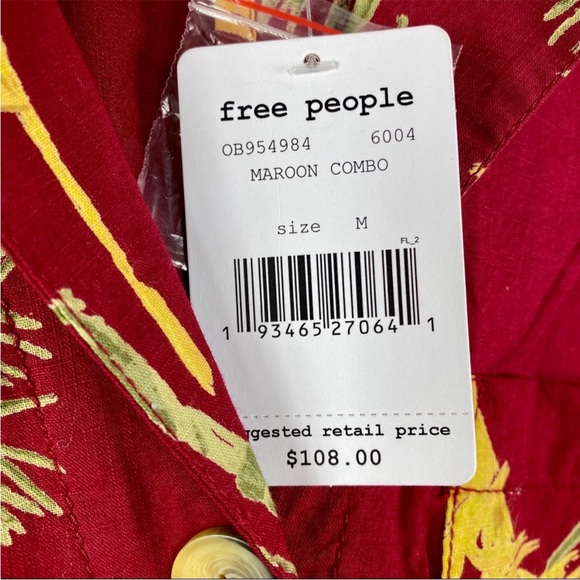 free people
OB954984 6004
MAROON COMBO
size M
FL_2
1 93465 27064 1
ggested retail price
$108.00